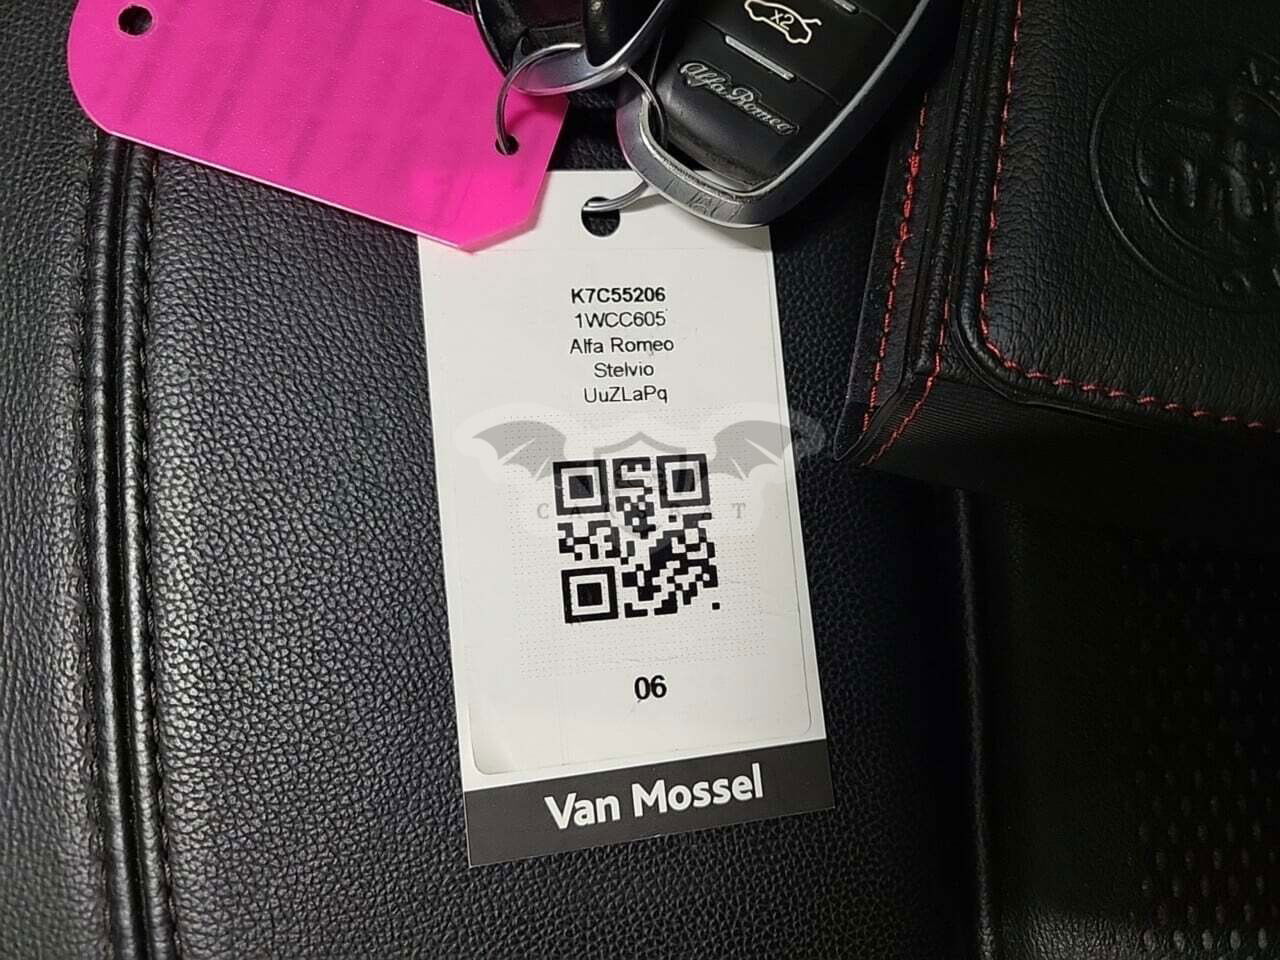 x2
Alfa Romeo
K7C55206
1WCC605
Alfa Romeo
Stelvio
UuZLaPq
06
Van Mossel